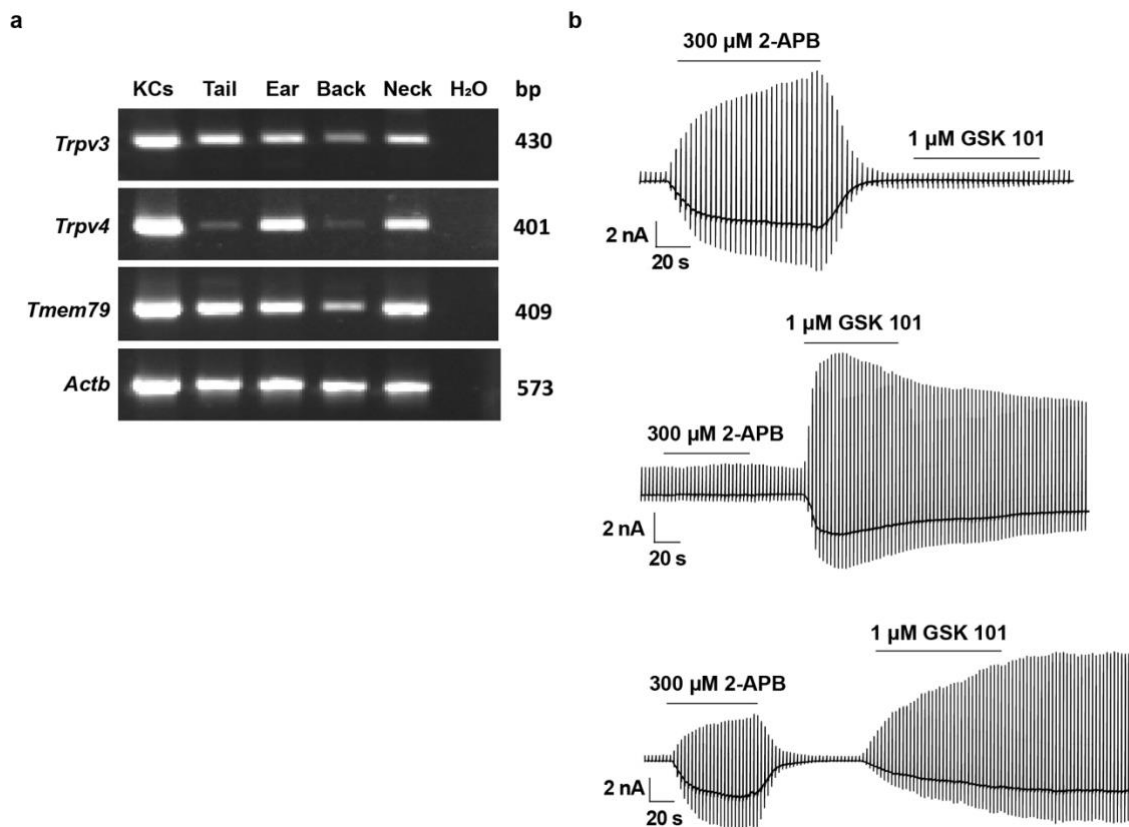 a
KCs Tail Ear Back Neck H₂O bp
Trpv3 430
Trpv4 401
Tmem79 409
Actb 573
b
300 µM 2-APB
1 µM GSK 101
2 nA
20 s
1 µM GSK 101
300 µM 2-APB
2 nA
20 s
1 µM GSK 101
300 µM 2-APB
2 nA
20 s